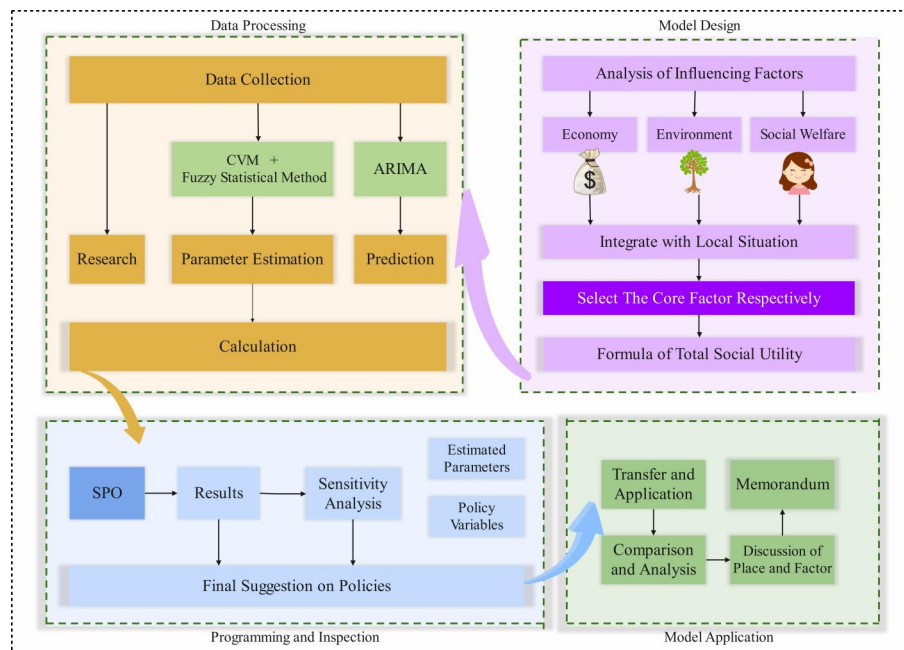 Data Processing
Data Collection
CVM +
Fuzzy Statistical Method
ARIMA
Research
Parameter Estimation
Prediction
Calculation
Model Design
Analysis of Influencing Factors
Economy
Environment
Social Welfare
$
Integrate with Local Situation
Select The Core Factor Respectively
Formula of Total Social Utility
SPO
Results
Sensitivity
Analysis
Estimated
Parameters
Policy
Variables
Final Suggestion on Policies
Programming and Inspection
Transfer and
Application
Memorandum
Comparison
and Analysis
Discussion of
Place and Factor
Model Application